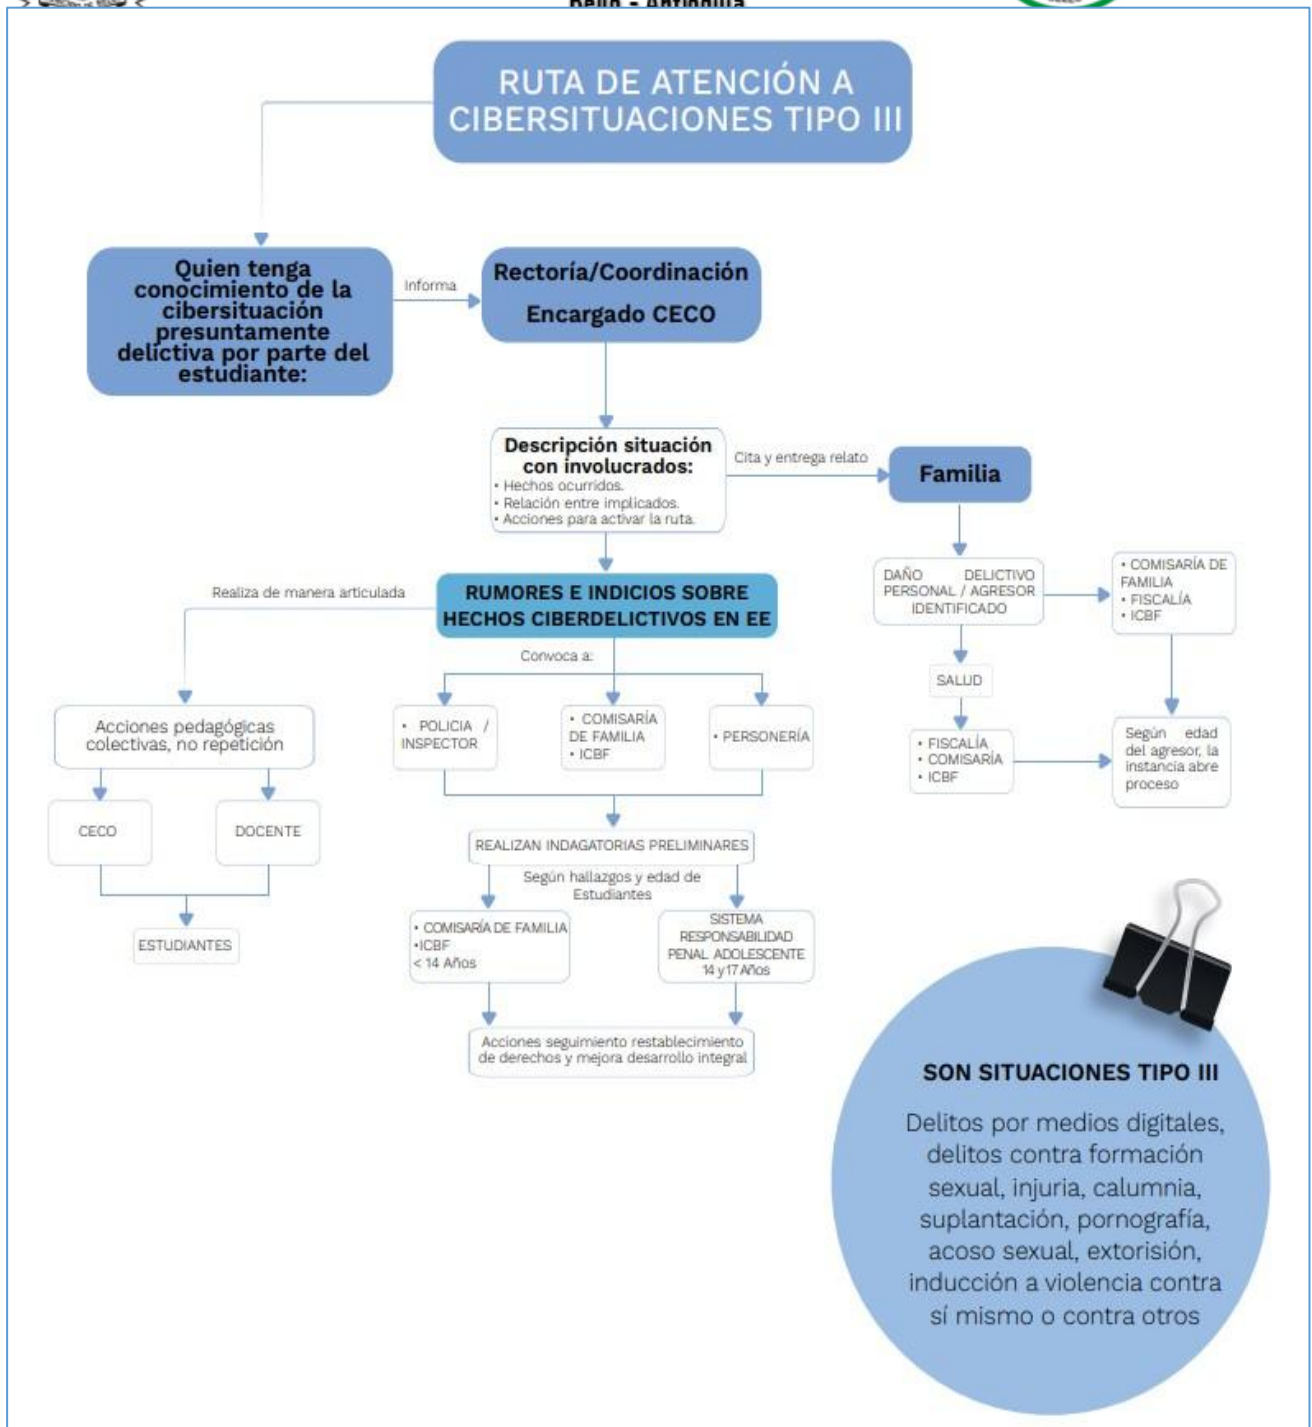 Bello - Antioquia
RUTA DE ATENCIÓN A
CIBERSITUACIONES TIPO III
Quien tenga
conocimiento de la
cibersituación
presuntamente
delictiva por parte del
estudiante:
Informa
Rectoría/Coordinación
Encargado CECO
Descripción situación
con involucrados:
• Hechos ocurridos.
• Relación entre implicados.
• Acciones para activar la ruta.
Cita y entrega relato
Familia
DAÑO DELICTIVO
PERSONAL / AGRESOR
IDENTIFICADO
• COMISARÍA DE
FAMILIA
• FISCALÍA
• ICBF
SALUD
• FISCALÍA
• COMISARÍA
• ICBF
Según edad
del agresor, la
instancia abre
proceso
Realiza de manera articulada
RUMORES E INDICIOS SOBRE
HECHOS CIBERDELICTIVOS EN EE
Convoca a:
Acciones pedagógicas
colectivas, no repetición
CECO
DOCENTE
ESTUDIANTES
• POLICIA /
INSPECTOR
• COMISARÍA
DE FAMILIA
• ICBF
• PERSONERÍA
REALIZAN INDAGATORIAS PRELIMINARES
Según hallazgos y edad de
Estudiantes
• COMISARÍA DE FAMILIA
•ICBF
< 14 Años
SISTEMA
RESPONSABILIDAD
PENAL ADOLESCENTE
14 y 17 Años
Acciones seguimiento restablecimiento
de derechos y mejora desarrollo integral
SON SITUACIONES TIPO III
Delitos por medios digitales,
delitos contra formación
sexual, injuria, calumnia,
suplantación, pornografía,
acoso sexual, extorisión,
inducción a violencia contra
sí mismo o contra otros